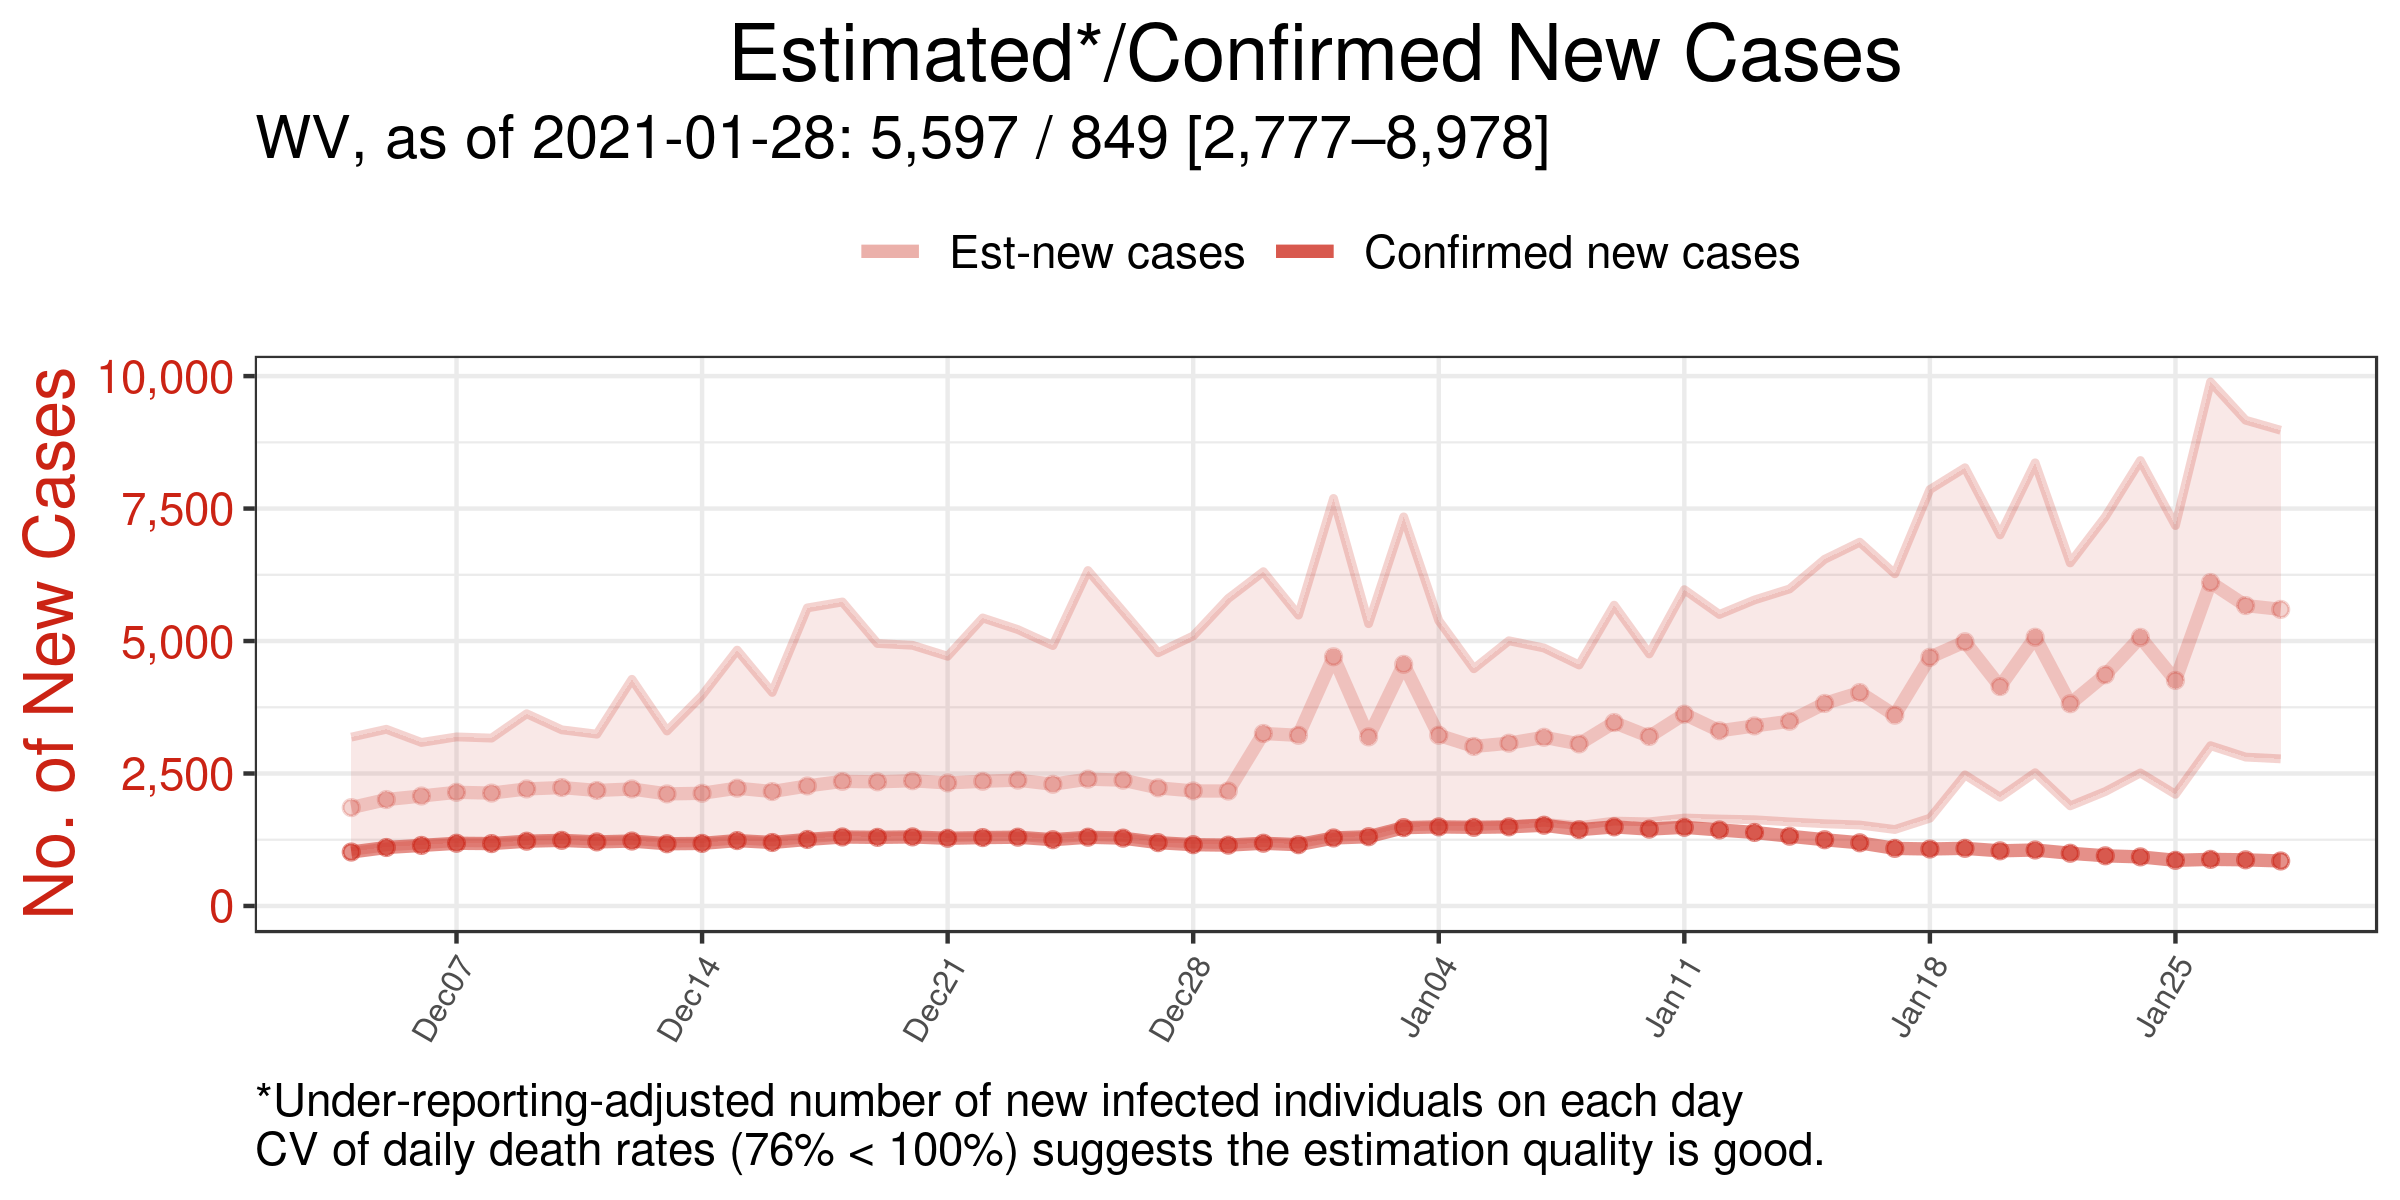 Estimated*/Confirmed New Cases
WV, as of 2021-01-28: 5,597 / 849 [2,777–8,978]
Est-new cases
Confirmed new cases
No. of New Cases
10,000
7,500
5,000
2,500
0
Dec07
Dec14
Dec21
Dec28
Jan04
Jan11
Jan18
Jan25
*Under-reporting-adjusted number of new infected individuals on each day
CV of daily death rates (76% < 100%) suggests the estimation quality is good.